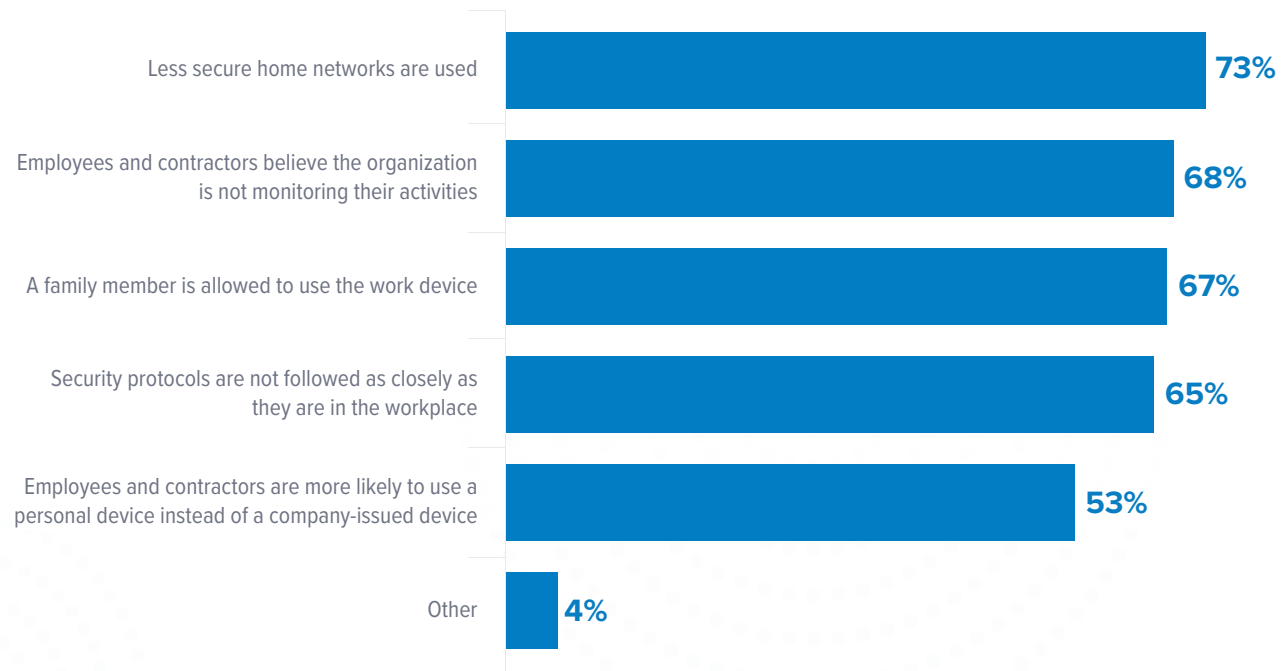 Less secure home networks are used
73%
Employees and contractors believe the organization
is not monitoring their activities
68%
A family member is allowed to use the work device
67%
Security protocols are not followed as closely as
they are in the workplace
65%
Employees and contractors are more likely to use a
personal device instead of a company-issued device
53%
Other
4%